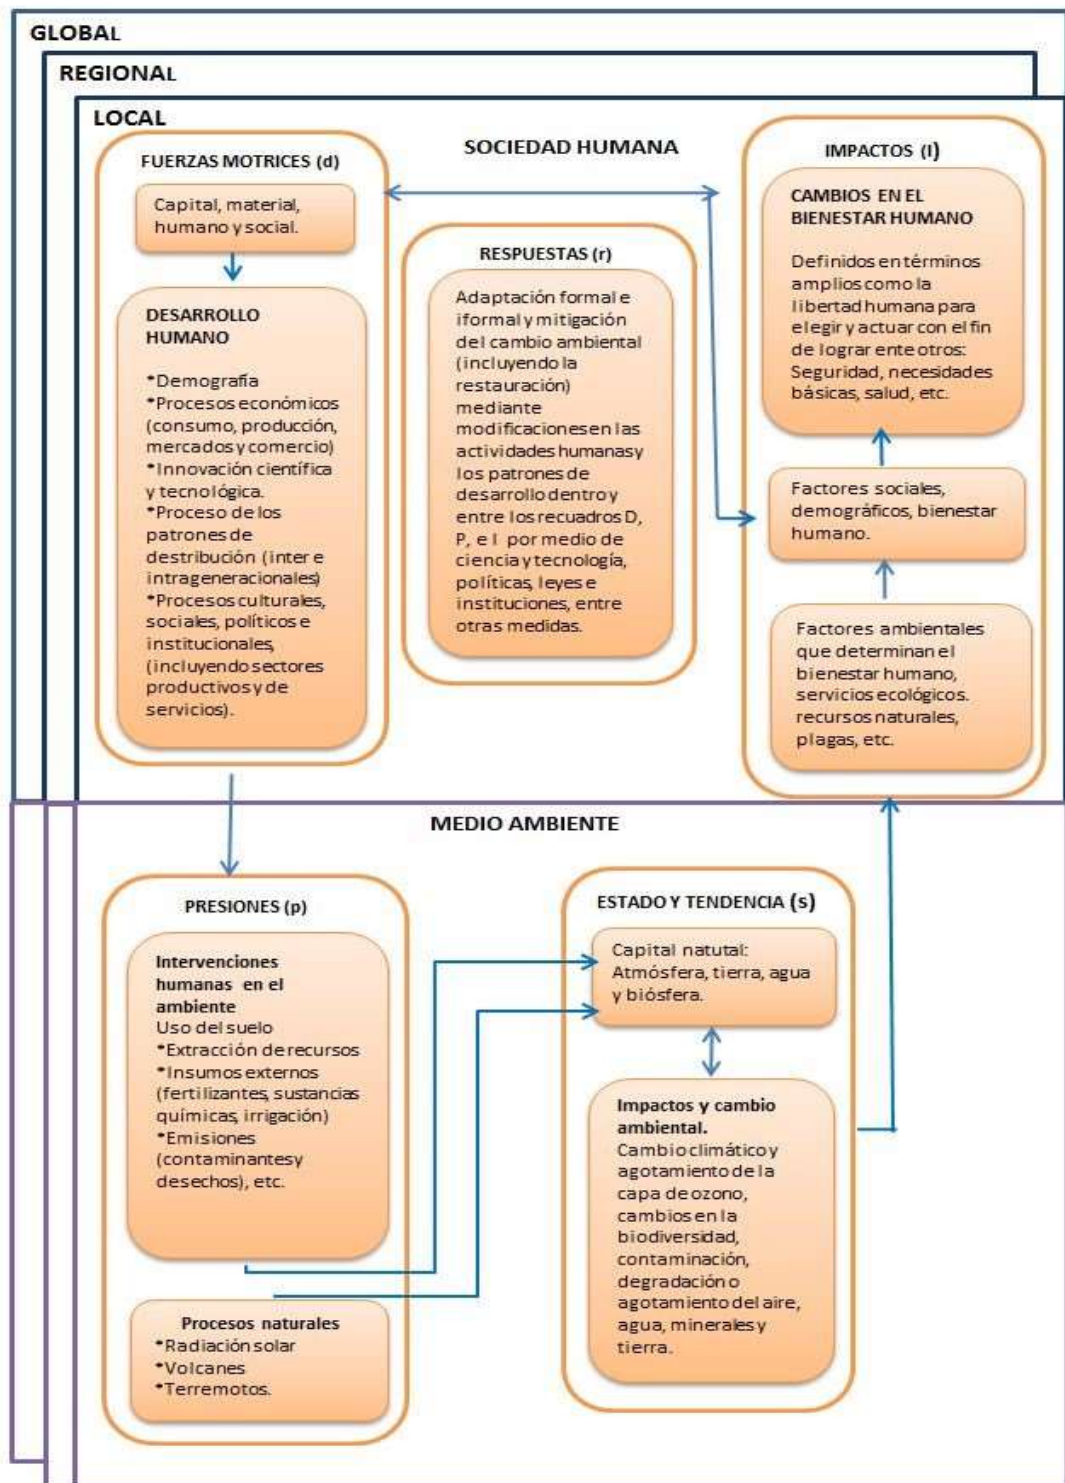 GLOBAL
REGIONAL
LOCAL
SOCIEDAD HUMANA
FUERZAS MOTRICES (d)
Capital, material,
humano y social.
DESARROLLO
HUMANO
*Demografía
*Procesos económicos
(consumo, producción,
mercados y comercio)
*Innovación científica
y tecnológica.
*Proceso de los
patrones de
destribución (inter e
intrageneracionales)
*Procesos culturales,
sociales, políticos e
institucionales,
(incluyendo sectores
productivos y de
servicios).
RESPUESTAS (r)
Adaptación formal e
iformal y mitigación
del cambio ambiental
(incluyendo la
restauración)
mediante
modificaciones en las
actividades humanas y
los patrones de
desarrollo dentro y
entre los recuadros D,
P, e I por medio de
ciencia y tecnología,
políticas, leyes e
instituciones, entre
otras medidas.
IMPACTOS (I)
CAMBIOS EN EL
BIENESTAR HUMANO
Definidos en términos
amplios como la
libertad humana para
elegir y actuar con el fin
de lograr ente otros:
Seguridad, necesidades
básicas, salud, etc.
Factores sociales,
demográficos, bienestar
humano.
Factores ambientales
que determinan el
bienestar humano,
servicios ecológicos.
recursos naturales,
plagas, etc.
MEDIO AMBIENTE
PRESIONES (p)
Intervenciones
humanas en el
ambiente
Uso del suelo
*Extracción de recursos
*Insumos externos
(fertilizantes, sustancias
químicas, irrigación)
*Emisiones
(contaminantes y
desechos), etc.
Procesos naturales
*Radiación solar
*Volcanes
*Terremotos.
ESTADO Y TENDENCIA (s)
Capital natutal:
Atmósfera, tierra, agua
y biósfera.
Impactos y cambio
ambiental.
Cambio climático y
agotamiento de la
capa de ozono,
cambios en la
biodiversidad,
contaminación,
degradación o
agotamiento del aire,
agua, minerales y
tierra.